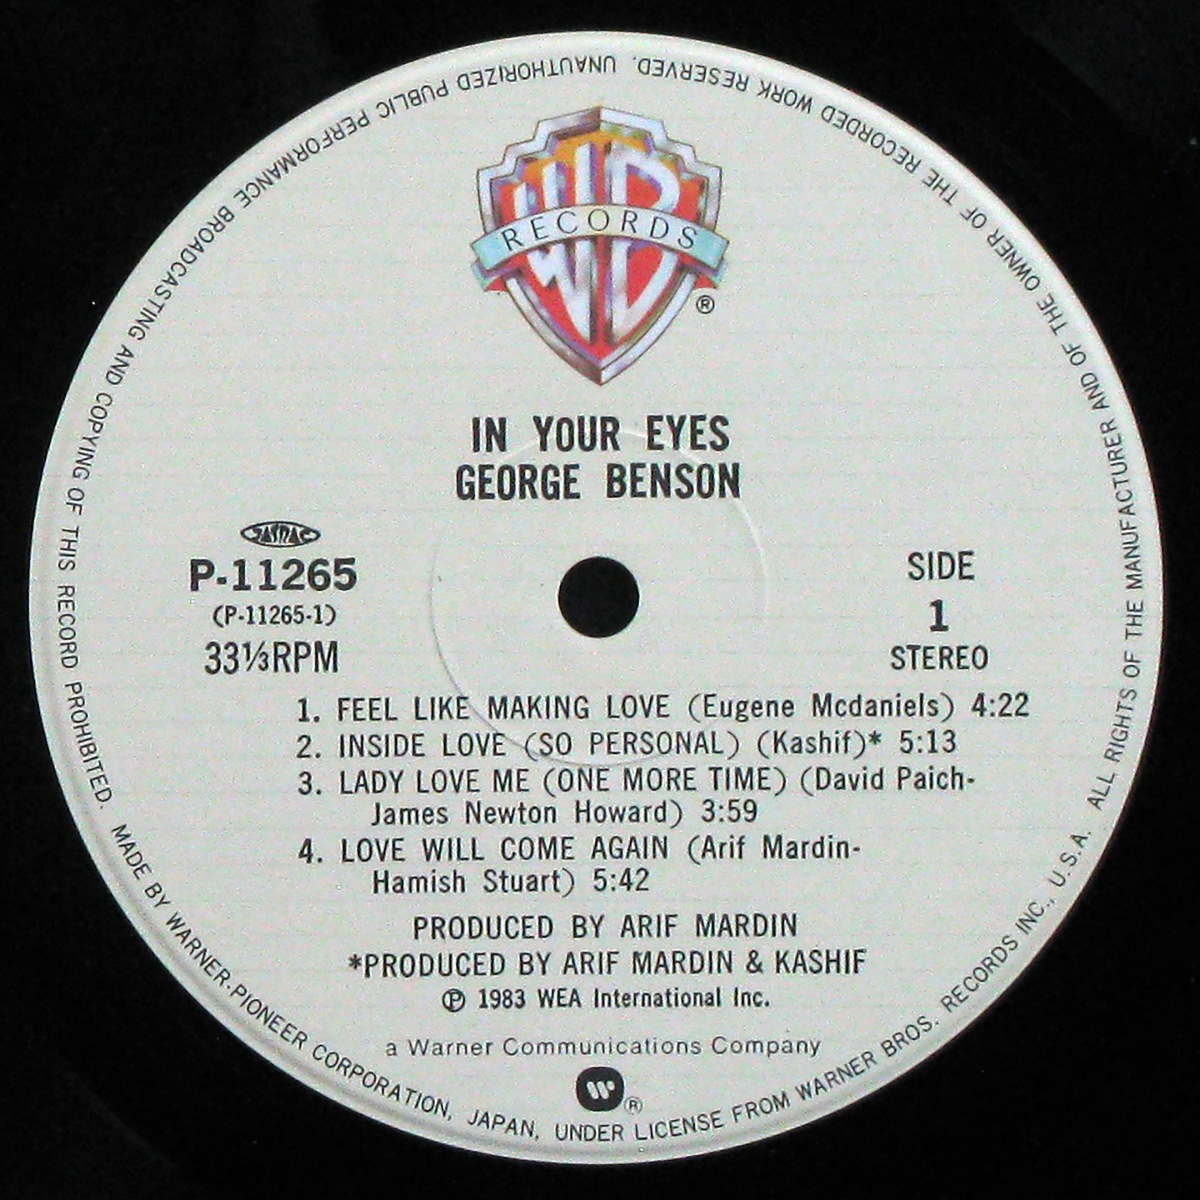 WB
RECORDS
®
IN YOUR EYES
GEORGE BENSON
JASRAC
P-11265
(P-11265-1)
33⅓RPM
SIDE
1
STEREO
1. FEEL LIKE MAKING LOVE (Eugene Mcdaniels) 4:22
2. INSIDE LOVE (SO PERSONAL) (Kashif)* 5:13
3. LADY LOVE ME (ONE MORE TIME) (David Paich-
James Newton Howard) 3:59
4. LOVE WILL COME AGAIN (Arif Mardin-
Hamish Stuart) 5:42
PRODUCED BY ARIF MARDIN
*PRODUCED BY ARIF MARDIN & KASHIF
℗ 1983 WEA International Inc.
a Warner Communications Company
W ®
MADE BY WARNER-PIONEER CORPORATION, JAPAN, UNDER LICENSE FROM WARNER BROS. RECORDS INC., U.S.A. ALL RIGHTS OF THE MANUFACTURER AND OF THE OWNER OF THE RECORDED WORK RESERVED. UNAUTHORIZED PUBLIC PERFORMANCE BROADCASTING AND COPYING OF THIS RECORD PROHIBITED.